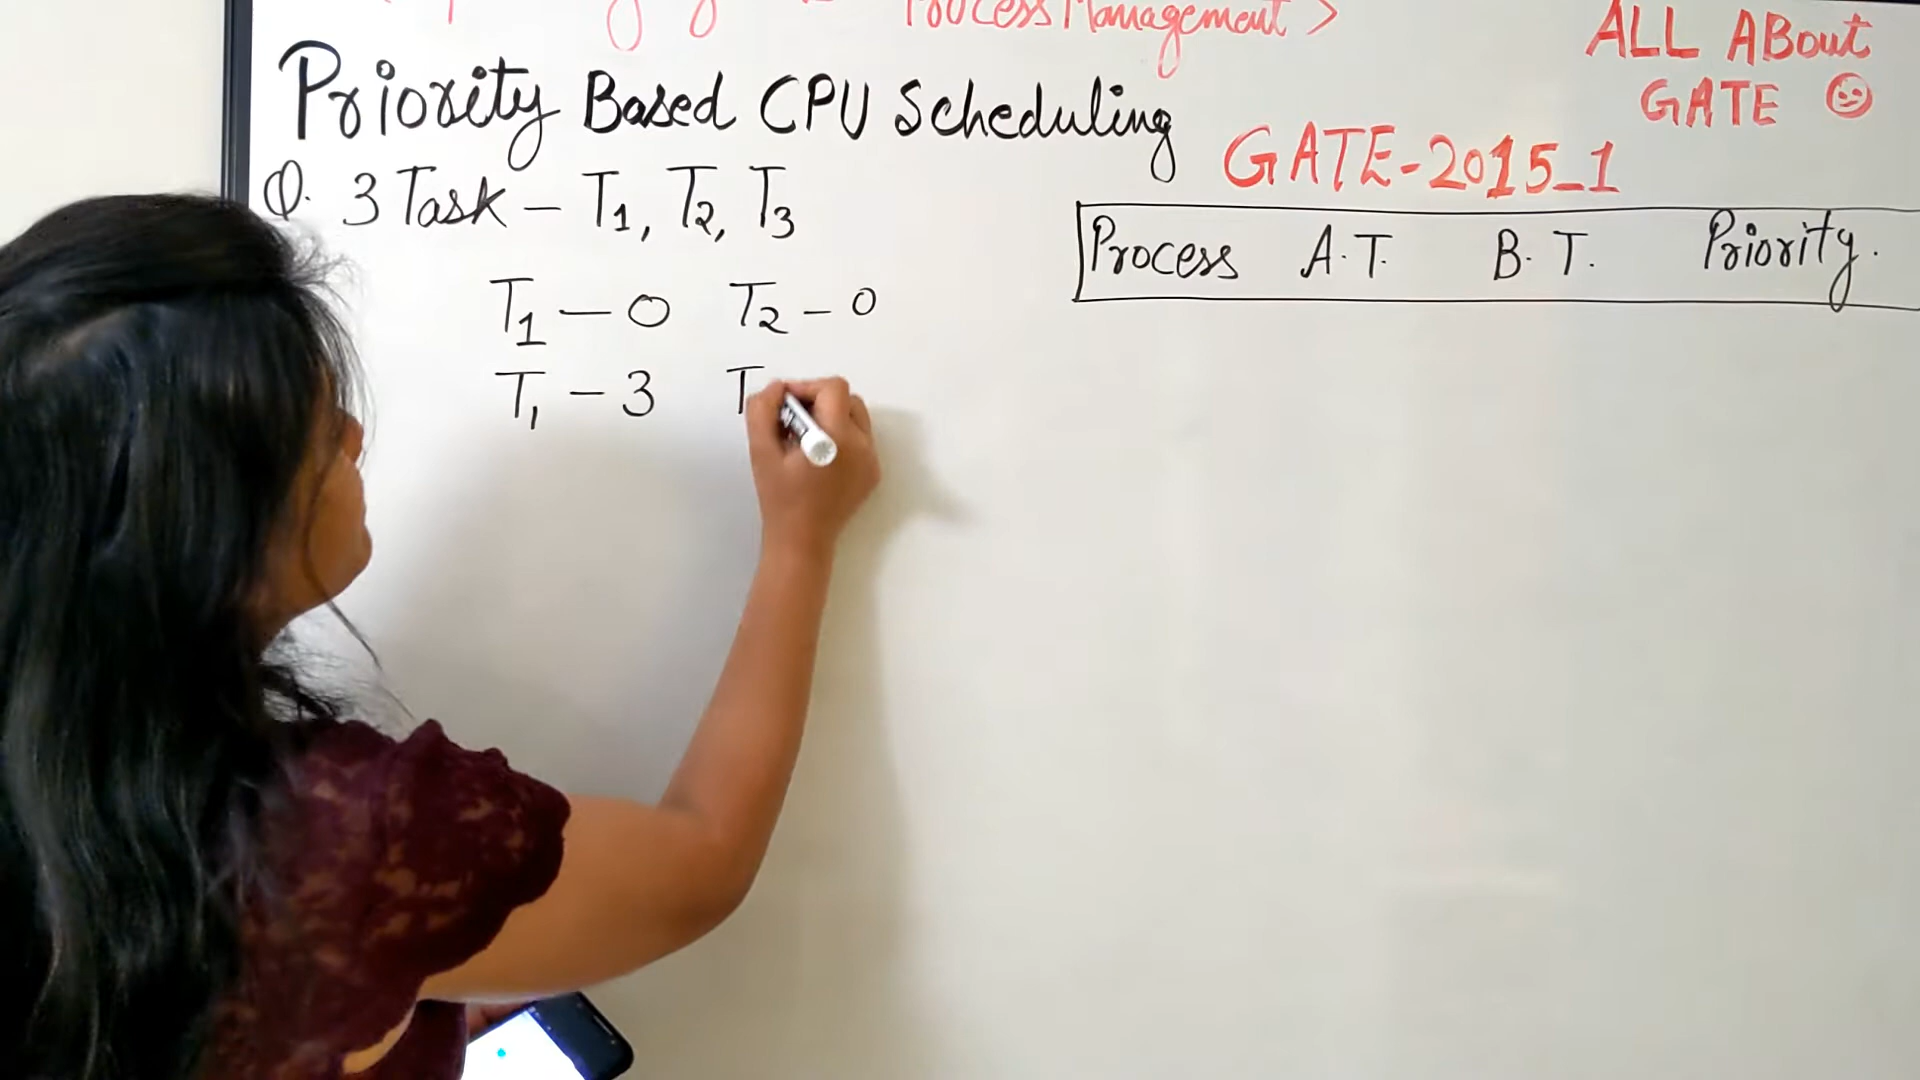 Process Management >
ALL ABout
GATE
Priority Based CPU Scheduling
GATE-2015_1
Q. 3 Task - T1, T2, T3
Process A.T. B.T. Priority.
T1 - 0 T2 - 0
T1 - 3 T